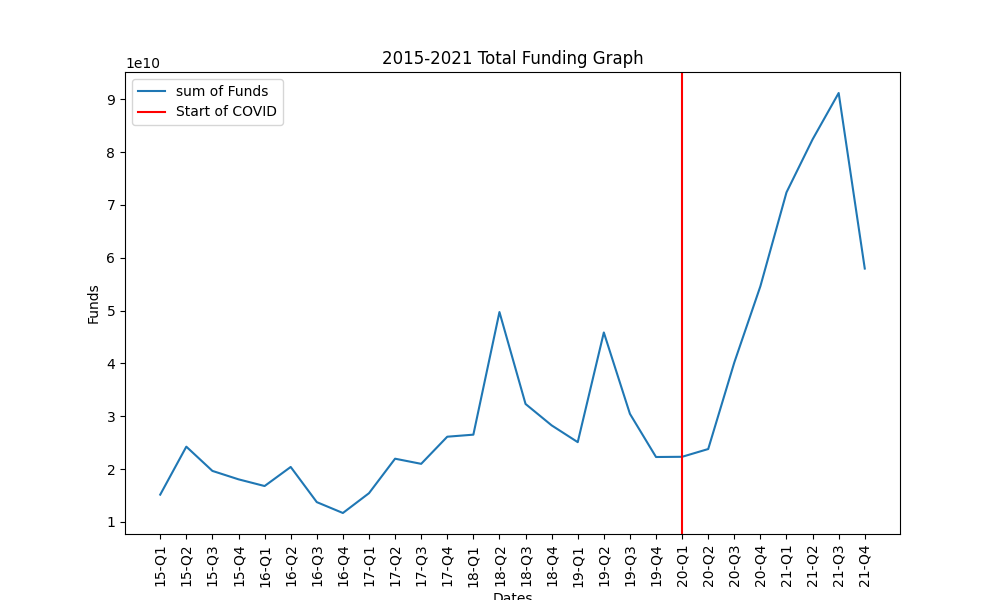 2015-2021 Total Funding Graph
1e10
sum of Funds
Start of COVID
9
8
7
6
5
4
3
2
1
Funds
15-Q1
15-Q2
15-Q3
15-Q4
16-Q1
16-Q2
16-Q3
16-Q4
17-Q1
17-Q2
17-Q3
17-Q4
18-Q1
18-Q2
18-Q3
18-Q4
19-Q1
19-Q2
19-Q3
19-Q4
20-Q1
20-Q2
20-Q3
20-Q4
21-Q1
21-Q2
21-Q3
21-Q4
Dates